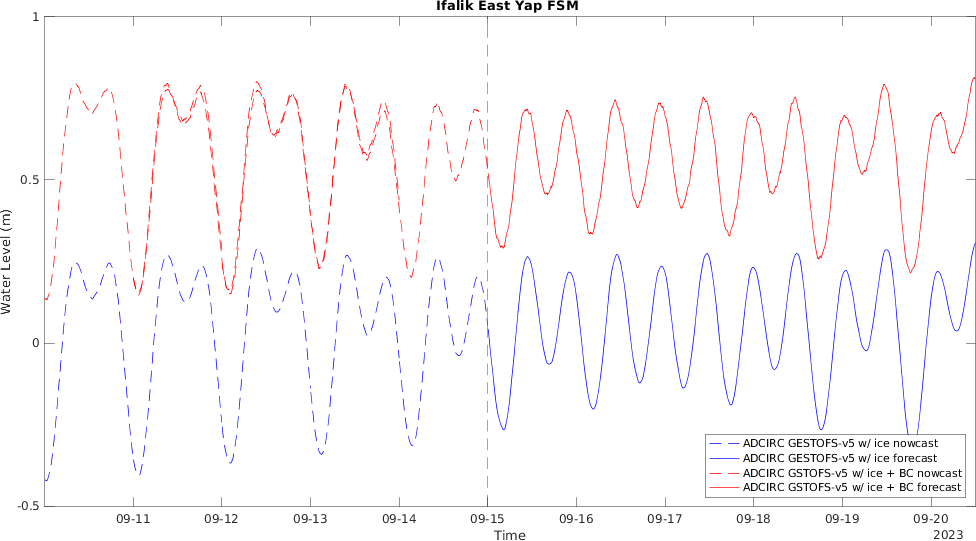 Ifalik East Yap FSM
Water Level (m)
1
0.5
0
-0.5
ADCIRC GESTOFS-v5 w/ ice nowcast
ADCIRC GESTOFS-v5 w/ ice forecast
ADCIRC GSTOFS-v5 w/ ice + BC nowcast
ADCIRC GSTOFS-v5 w/ ice + BC forecast
09-11 09-12 09-13 09-14 09-15 09-16 09-17 09-18 09-19 09-20
Time 2023